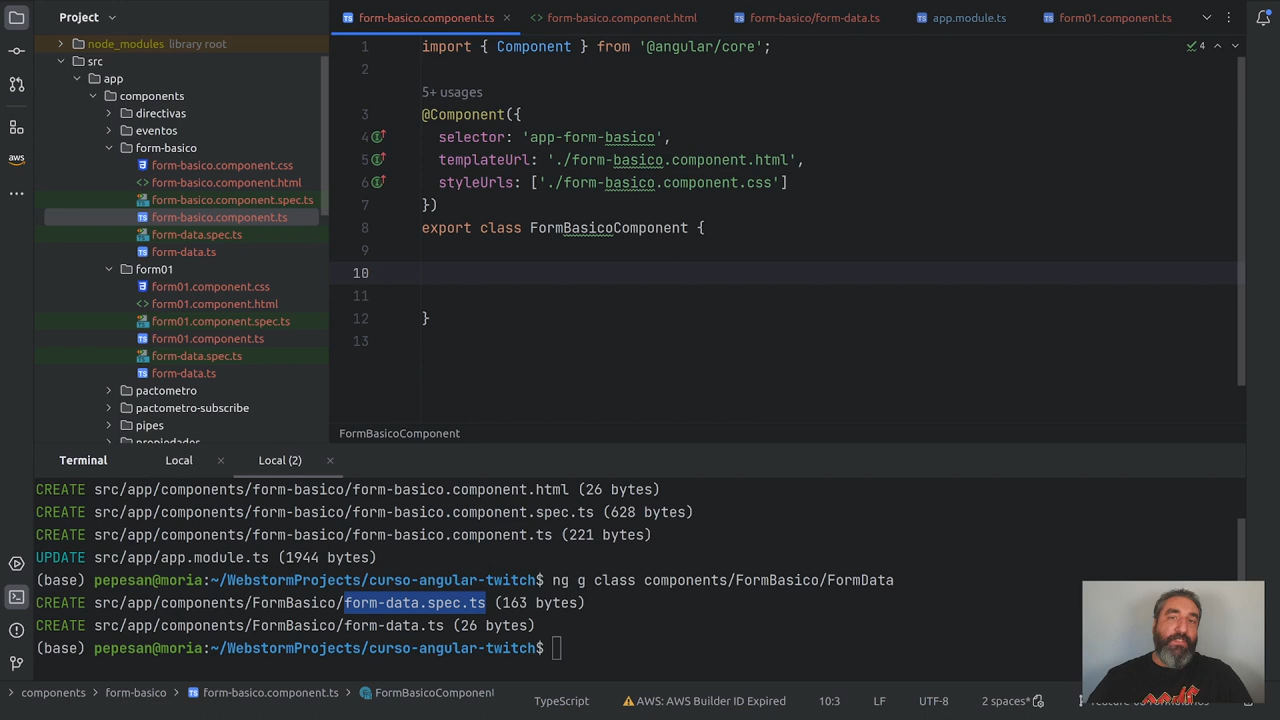 Project
form-basico.component.ts
form-basico.component.html
form-basico/form-data.ts
app.module.ts
form01.component.ts
node_modules library root
src
app
components
directivas
eventos
form-basico
form-basico.component.css
form-basico.component.html
form-basico.component.spec.ts
form-basico.component.ts
form-data.spec.ts
form-data.ts
form01
form01.component.css
form01.component.html
form01.component.spec.ts
form01.component.ts
form-data.spec.ts
form-data.ts
pactometro
pactometro-subscribe
pipes
propiedades
aws
1 import { Component } from '@angular/core';
2
5+ usages
3 @Component({
4 selector: 'app-form-basico',
5 templateUrl: './form-basico.component.html',
6 styleUrls: ['./form-basico.component.css']
7 })
8 export class FormBasicoComponent {
9
10
11
12 }
13
4
FormBasicoComponent
Terminal Local Local (2)
CREATE src/app/components/form-basico/form-basico.component.html (26 bytes)
CREATE src/app/components/form-basico/form-basico.component.spec.ts (628 bytes)
CREATE src/app/components/form-basico/form-basico.component.ts (221 bytes)
UPDATE src/app/app.module.ts (1944 bytes)
(base) pepesan@moria:~/WebstormProjects/curso-angular-twitch$ ng g class components/FormBasico/FormData
CREATE src/app/components/FormBasico/form-data.spec.ts (163 bytes)
CREATE src/app/components/FormBasico/form-data.ts (26 bytes)
(base) pepesan@moria:~/WebstormProjects/curso-angular-twitch$
components form-basico form-basico.component.ts FormBasicoComponent
TypeScript AWS: AWS Builder ID Expired 10:3 LF UTF-8 2 spaces*